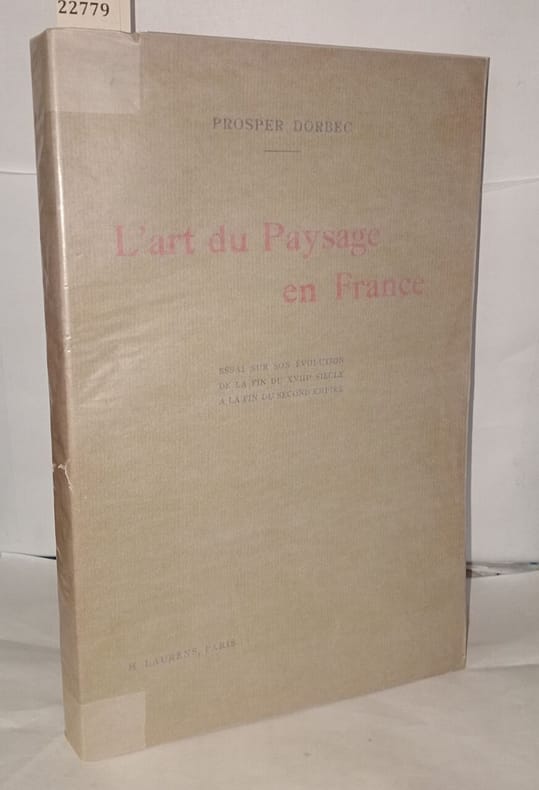 22779
PROSPER DORBEC
L'art du Paysage
en France
ESSAI SUR SON ÉVOLUTION
DE LA FIN DU XVIIIe SIÈCLE
A LA FIN DU SECOND EMPIRE
H. LAURENS, PARIS